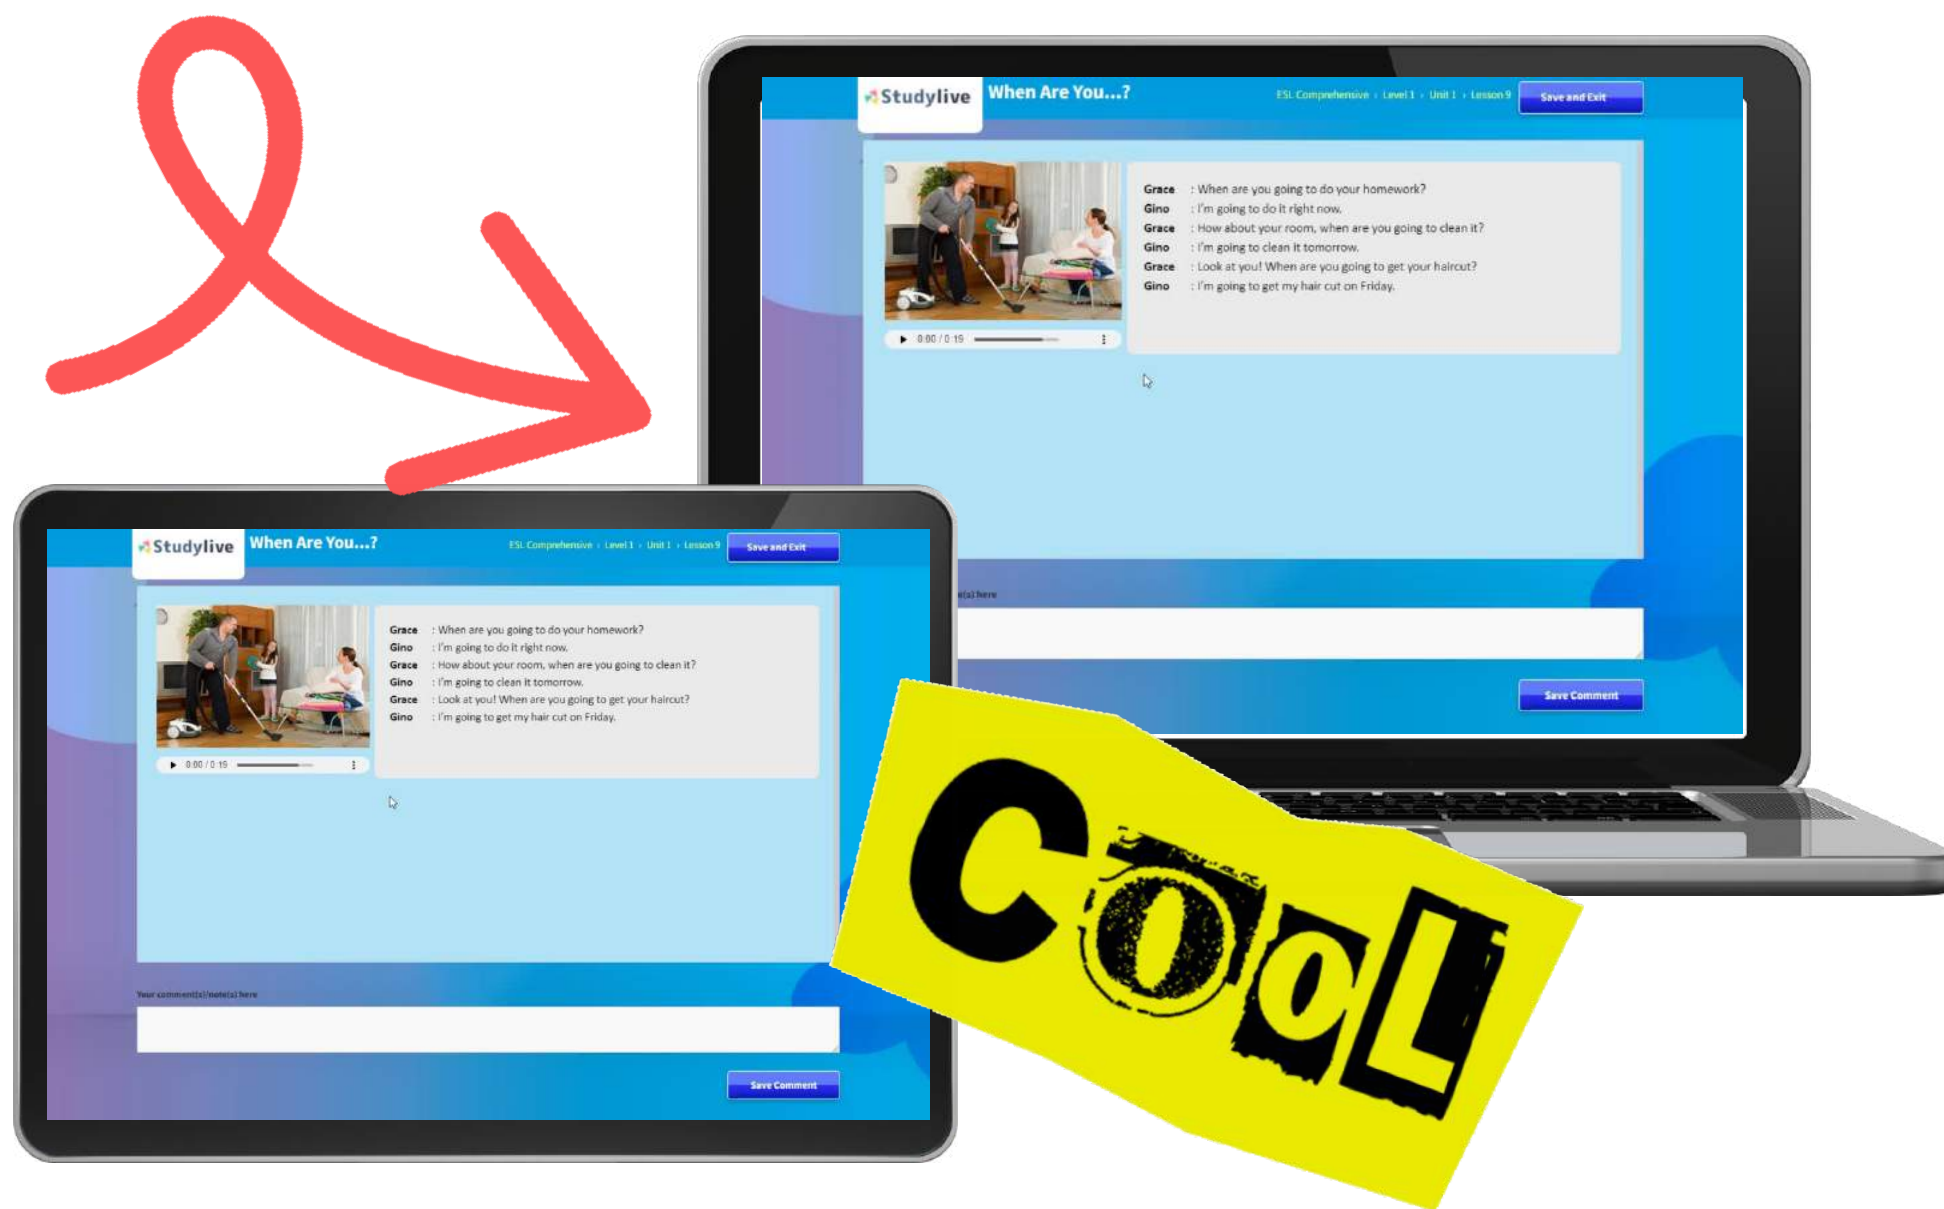 Studylive
When Are You...?
ESL Comprehensive › Level 1 › Unit 1 › Lesson 9
Save and Exit
Grace : When are you going to do your homework?
Gino : I'm going to do it right now.
Grace : How about your room, when are you going to clean it?
Gino : I'm going to clean it tomorrow.
Grace : Look at you! When are you going to get your haircut?
Gino : I'm going to get my hair cut on Friday.
0:00 / 0:19
e(s) here
Save Comment
Studylive
When Are You...?
ESL Comprehensive › Level 1 › Unit 1 › Lesson 9
Save and Exit
Grace : When are you going to do your homework?
Gino : I'm going to do it right now.
Grace : How about your room, when are you going to clean it?
Gino : I'm going to clean it tomorrow.
Grace : Look at you! When are you going to get your haircut?
Gino : I'm going to get my hair cut on Friday.
0:00 / 0:19
Your comment(s)/note(s) here
Save Comment
CooL